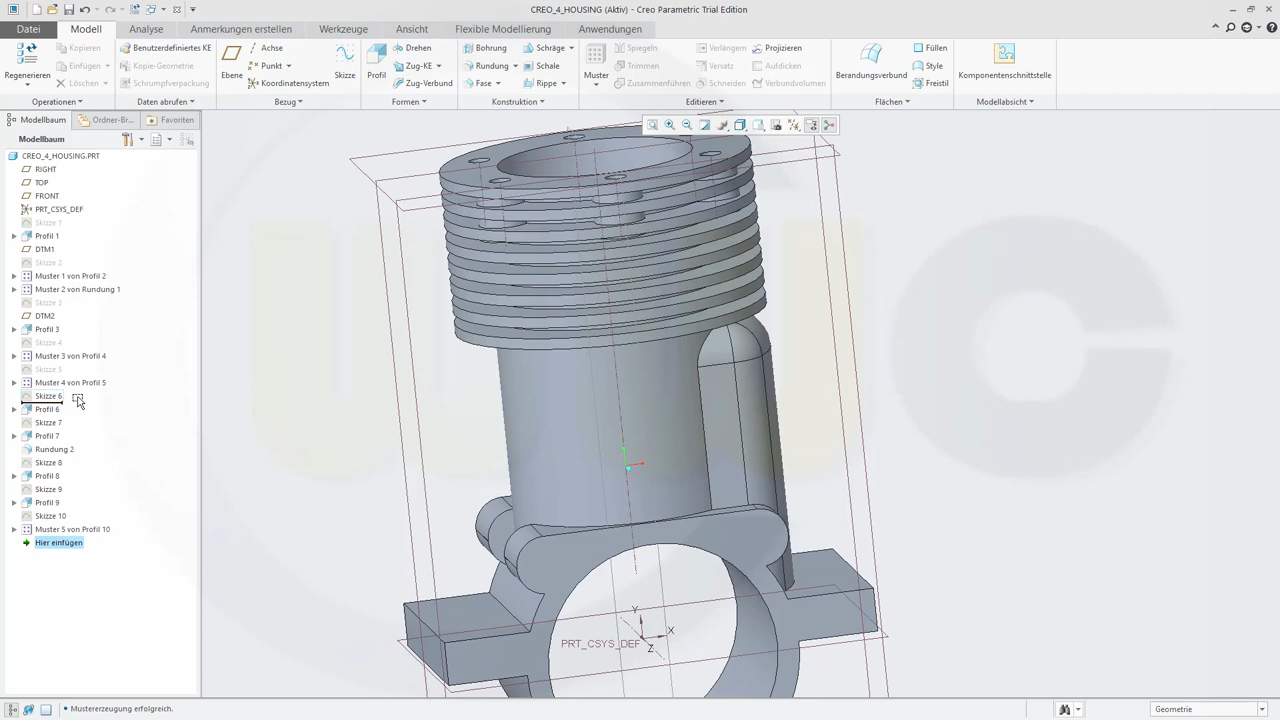 CREO_4_HOUSING (Aktiv) - Creo Parametric Trial Edition
Datei Modell Analyse Anmerkungen erstellen Darstellung Werkzeuge Ansicht Flexible Modellierung Anwendungen
Regenerieren
Kopieren
Einfügen
Löschen
Operationen
Benutzerdefiniertes KE
Kopie-Geometrie
Schrumpfverpackung
Daten abrufen
Ebene
Achse
Punkt
Koordinatensystem
Skizze
Bezug
Profil
Drehen
Zug-KE
Zug-Verbund
Formen
Bohrung
Rundung
Fase
Schräge
Schale
Rippe
Konstruktion
Muster
Spiegeln
Trimmen
Zusammenführen
Verlängern
Versatz
Schneiden
Projizieren
Aufdicken
Verbundvolumen
Editieren
Berandungsverbund
Füllen
Style
Freistil
Flächen
Komponentenschnittstelle
Modellabsicht
Modellbaum Ordner-Br... Favoriten
Modellbaum
CREO_4_HOUSING.PRT
RIGHT
TOP
FRONT
PRT_CSYS_DEF
Skizze 1
Profil 1
DTM1
Skizze 2
Muster 1 von Profil 2
Muster 2 von Rundung 1
Skizze 3
DTM2
Profil 3
Skizze 4
Muster 3 von Profil 4
Skizze 5
Muster 4 von Profil 5
Skizze 6
Profil 6
Skizze 7
Profil 7
Rundung 2
Skizze 8
Profil 8
Skizze 9
Profil 9
Skizze 10
Muster 5 von Profil 10
Hier einfügen
PRT_CSYS_DEF
Y
X
Z
Mustererzeugung erfolgreich.
Geometrie